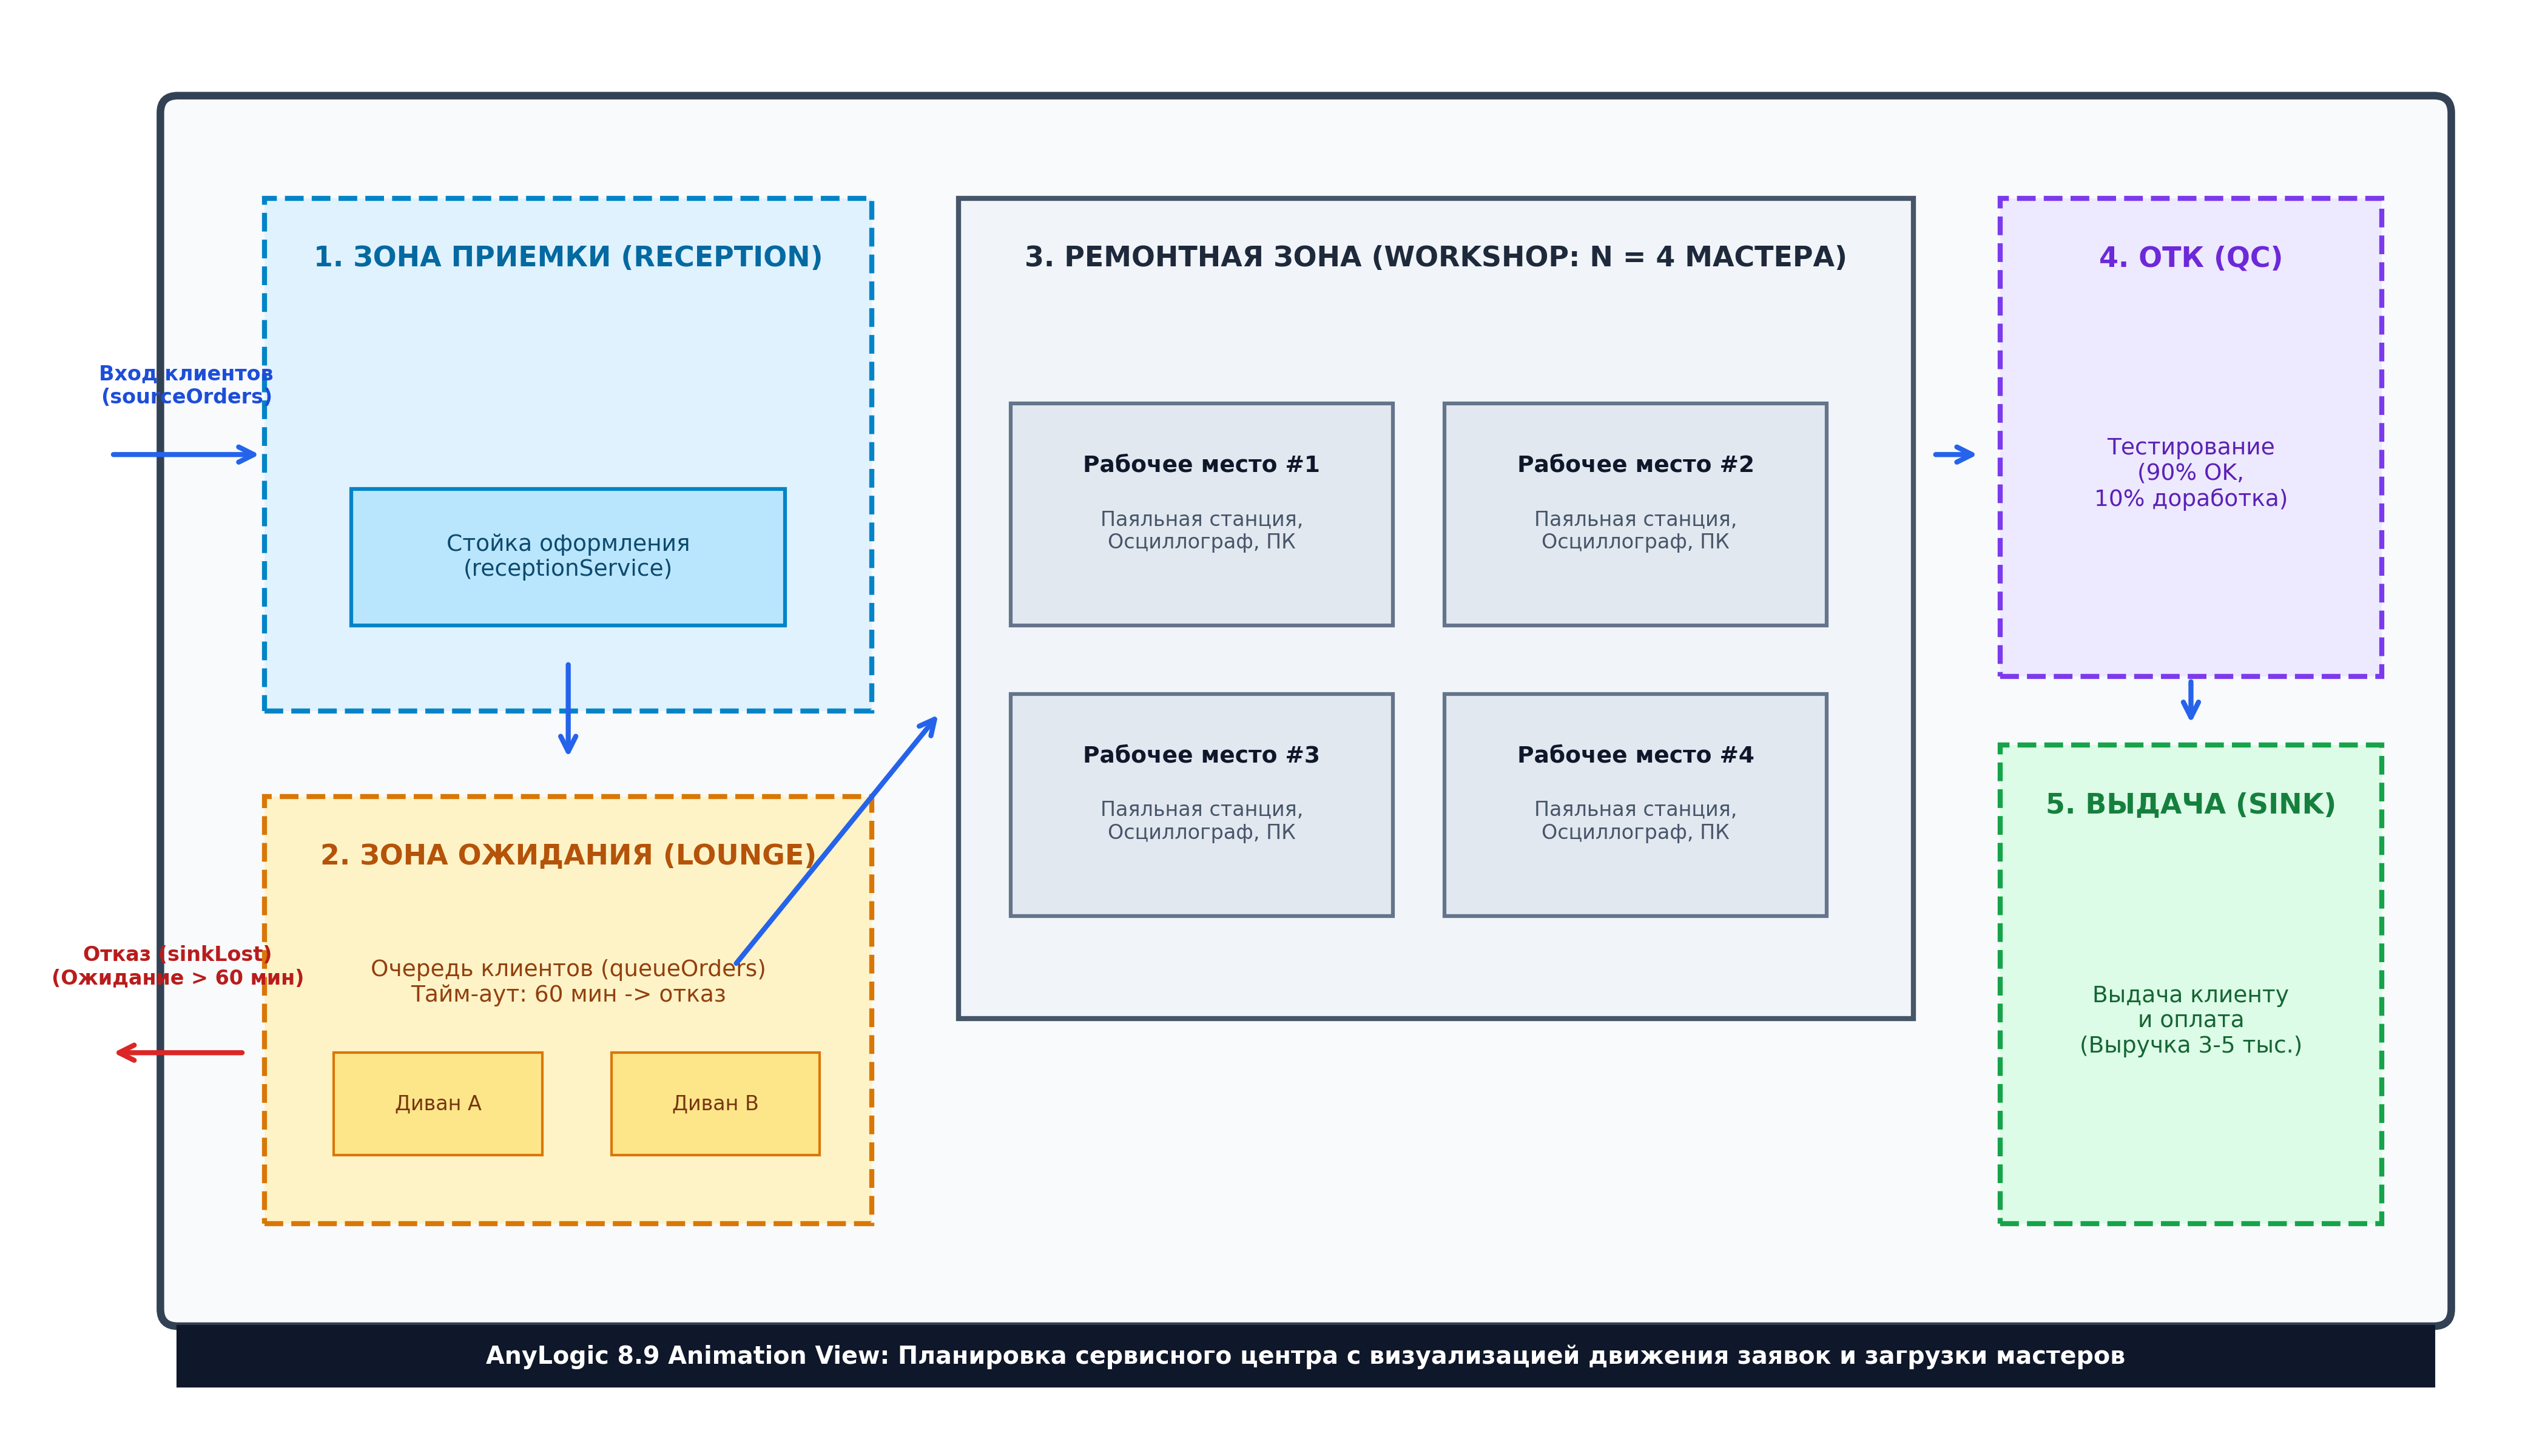 1. ЗОНА ПРИЕМКИ (RECEPTION)
Вход клиентов
(sourceOrders)
Стойка оформления
(receptionService)
2. ЗОНА ОЖИДАНИЯ (LOUNGE)
Отказ (sinkLost)
(Ожидание > 60 мин)
Очередь клиентов (queueOrders)
Тайм-аут: 60 мин -> отказ
Диван A
Диван B
3. РЕМОНТНАЯ ЗОНА (WORKSHOP: N = 4 МАСТЕРА)
Рабочее место #1
Паяльная станция,
Осциллограф, ПК
Рабочее место #2
Паяльная станция,
Осциллограф, ПК
Рабочее место #3
Паяльная станция,
Осциллограф, ПК
Рабочее место #4
Паяльная станция,
Осциллограф, ПК
4. ОТК (QC)
Тестирование
(90% OK,
10% доработка)
5. ВЫДАЧА (SINK)
Выдача клиенту
и оплата
(Выручка 3-5 тыс.)
AnyLogic 8.9 Animation View: Планировка сервисного центра с визуализацией движения заявок и загрузки мастеров